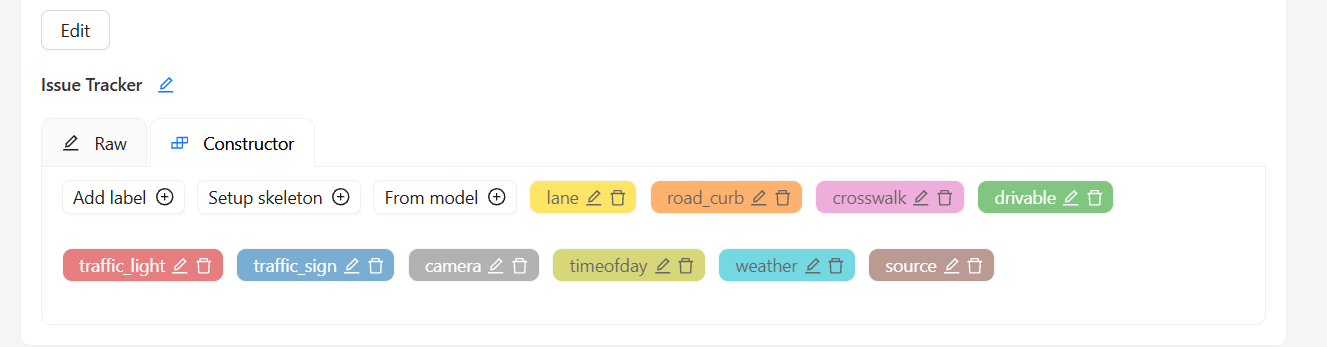 Edit
Issue Tracker
Raw Constructor
Add label Setup skeleton From model lane road_curb crosswalk drivable
traffic_light traffic_sign camera timeofday weather source